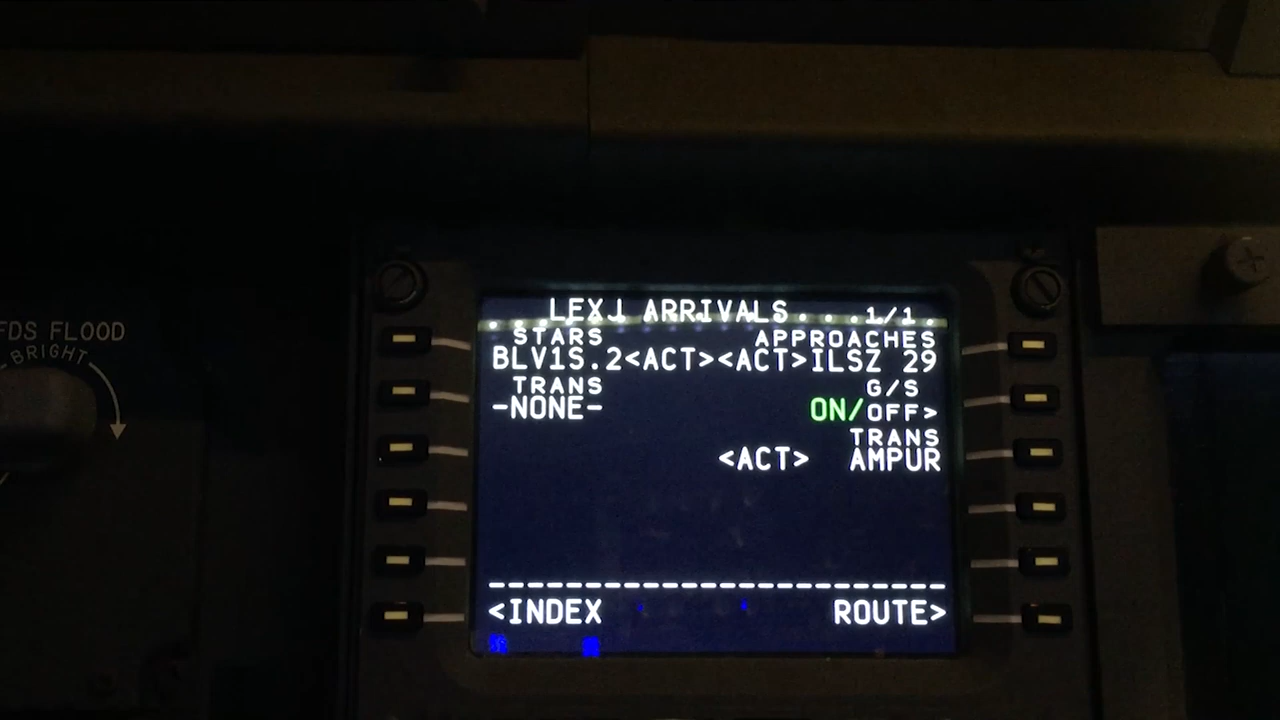 FDS FLOOD
BRIGHT
LEXJ ARRIVALS 1/1
STARS APPROACHES
BLV1S.2<ACT><ACT>ILSZ 29
TRANS G/S
-NONE- ON/OFF>
TRANS
<ACT> AMPUR
------------------------
<INDEX ROUTE>